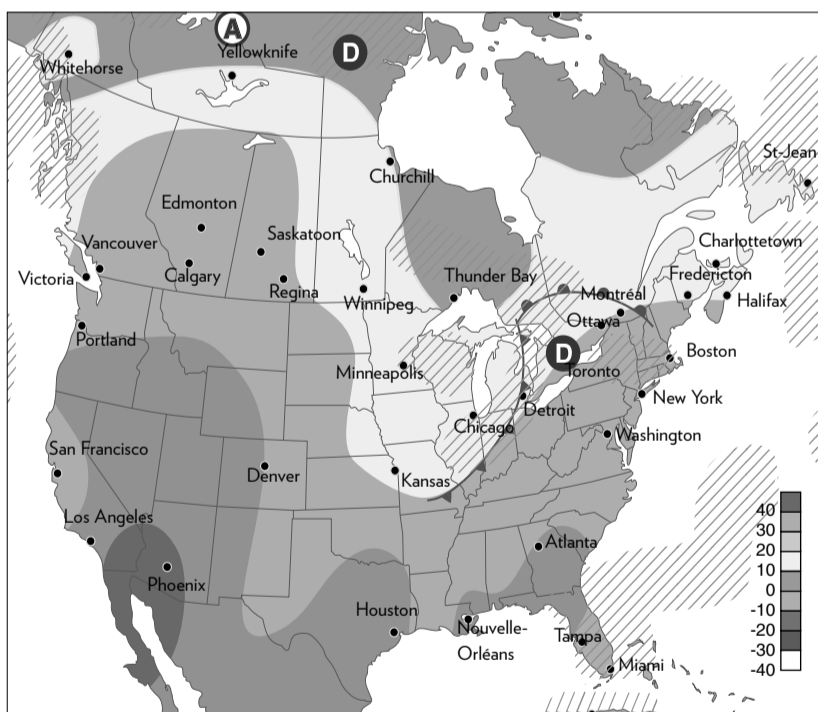 A
Yellowknife
D
Whitehorse
Churchill
St-Jean
Edmonton
Saskatoon
Vancouver
Calgary
Regina
Victoria
Winnipeg
Thunder Bay
Charlottetown
Fredericton
Montréal
Halifax
Ottawa
Portland
D
Toronto
Boston
Minneapolis
Detroit
New York
Chicago
Washington
San Francisco
Denver
Kansas
Los Angeles
Phoenix
Atlanta
Houston
Nouvelle-
Orléans
Tampa
Miami
40
30
20
10
0
-10
-20
-30
-40